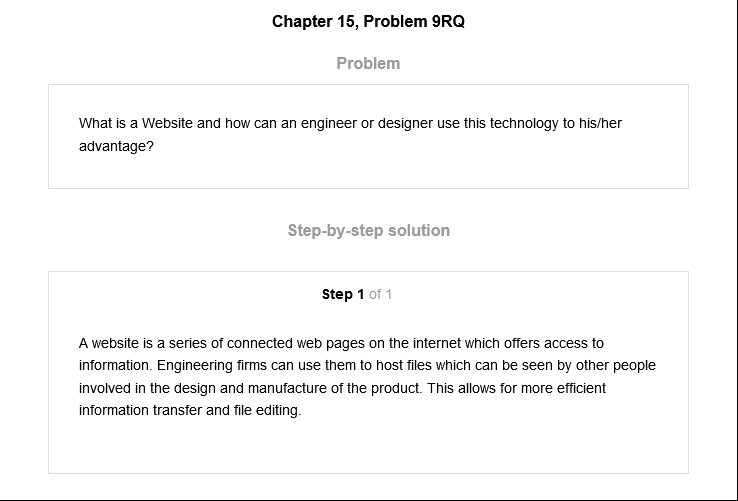 Chapter 15, Problem 9RQ
Problem
What is a Website and how can an engineer or designer use this technology to his/her
advantage?
Step-by-step solution
Step 1 of 1
A website is a series of connected web pages on the internet which offers access to
information. Engineering firms can use them to host files which can be seen by other people
involved in the design and manufacture of the product. This allows for more efficient
information transfer and file editing.